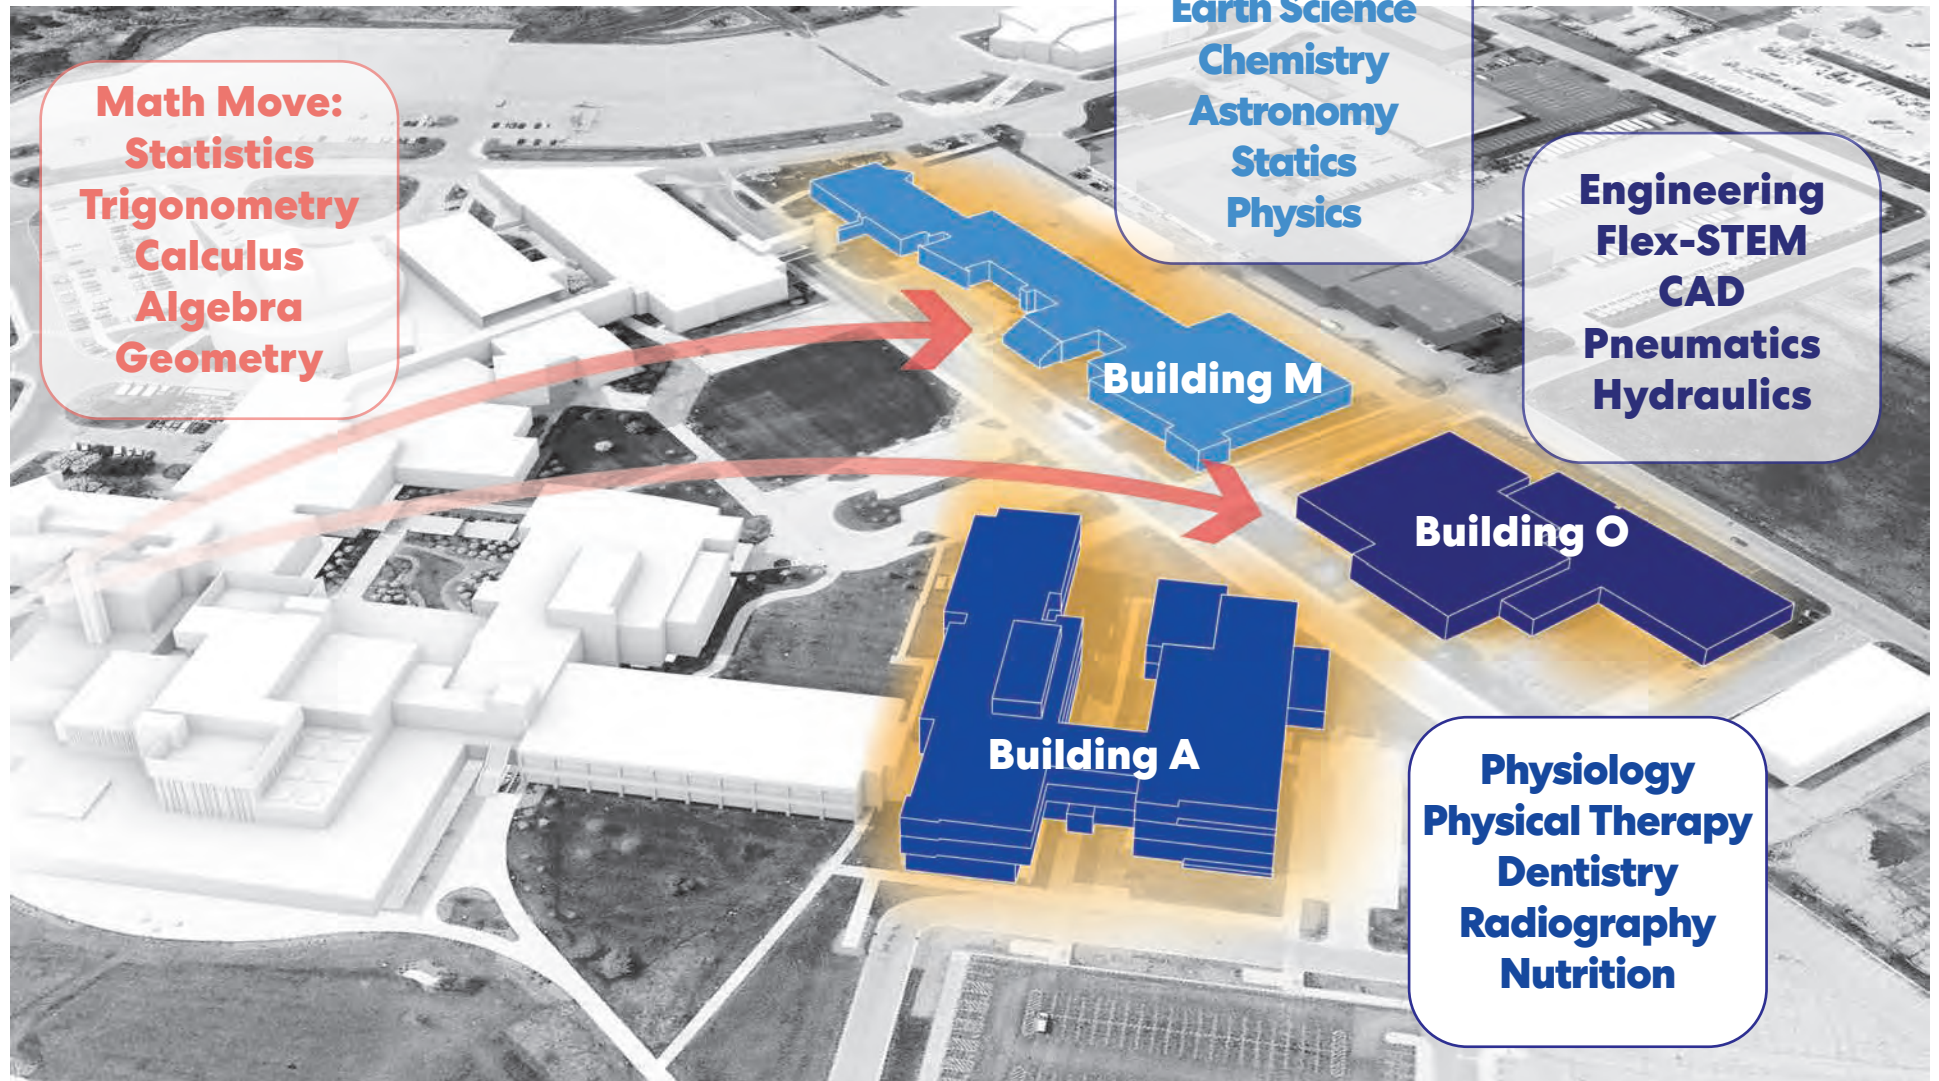 Math Move:
Statistics
Trigonometry
Calculus
Algebra
Geometry
Earth Science
Chemistry
Astronomy
Statics
Physics
Engineering
Flex-STEM
CAD
Pneumatics
Hydraulics
Building M
Building O
Building A
Physiology
Physical Therapy
Dentistry
Radiography
Nutrition